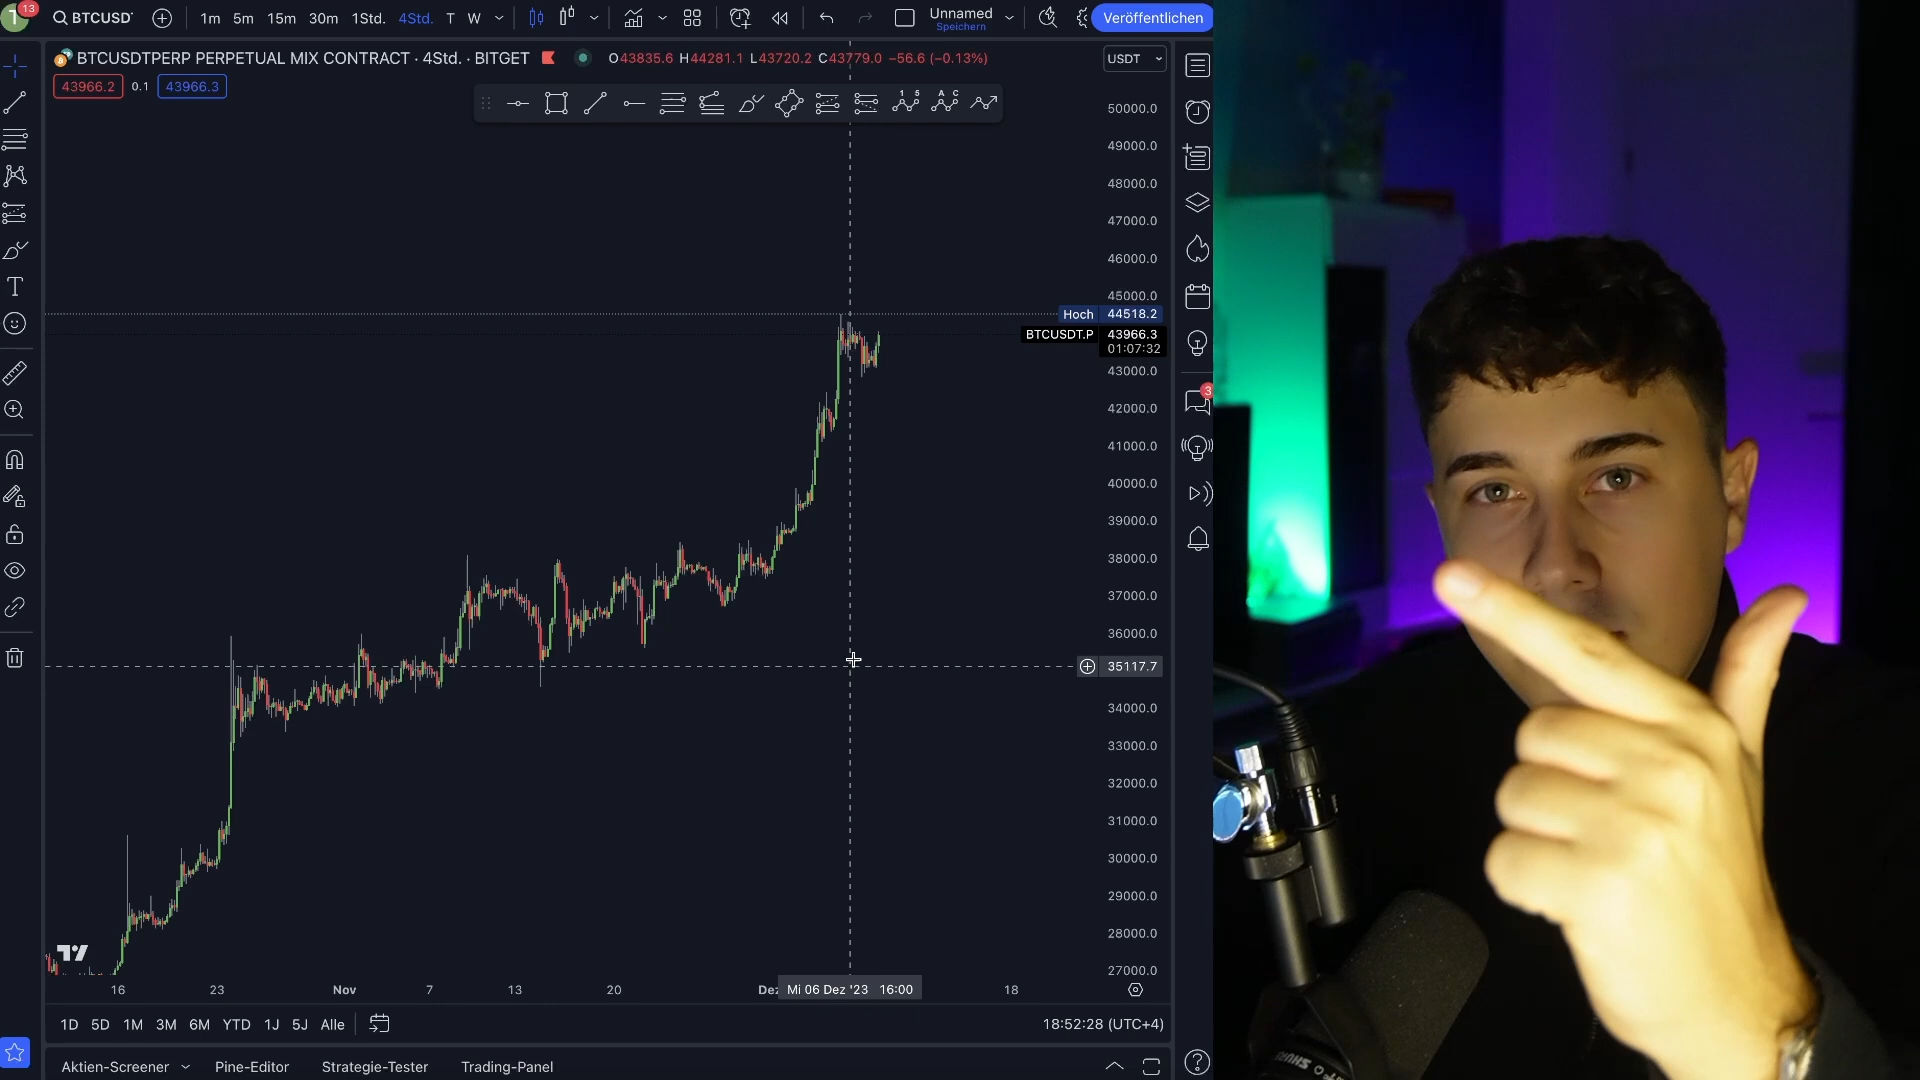 T 13 BTCUSD 1m 5m 15m 30m 1Std. 4Std. T W Unnamed Speichern Veröffentlichen
BTCUSDTPERP PERPETUAL MIX CONTRACT · 4Std. · BITGET O43835.6 H44281.1 L43720.2 C43779.0 −56.6 (−0.13%) USDT
43966.2 0.1 43966.3
1 5 A C
50000.0
49000.0
48000.0
47000.0
46000.0
45000.0
Hoch 44518.2
BTCUSDT.P 43966.3
01:07:32
43000.0
3
42000.0
41000.0
40000.0
39000.0
38000.0
37000.0
36000.0
35117.7
34000.0
33000.0
32000.0
31000.0
30000.0
29000.0
28000.0
27000.0
16 23 Nov 7 13 20 Dez Mi 06 Dez '23 16:00 18
1D 5D 1M 3M 6M YTD 1J 5J Alle 18:52:28 (UTC+4)
Aktien-Screener Pine-Editor Strategie-Tester Trading-Panel
SHURE